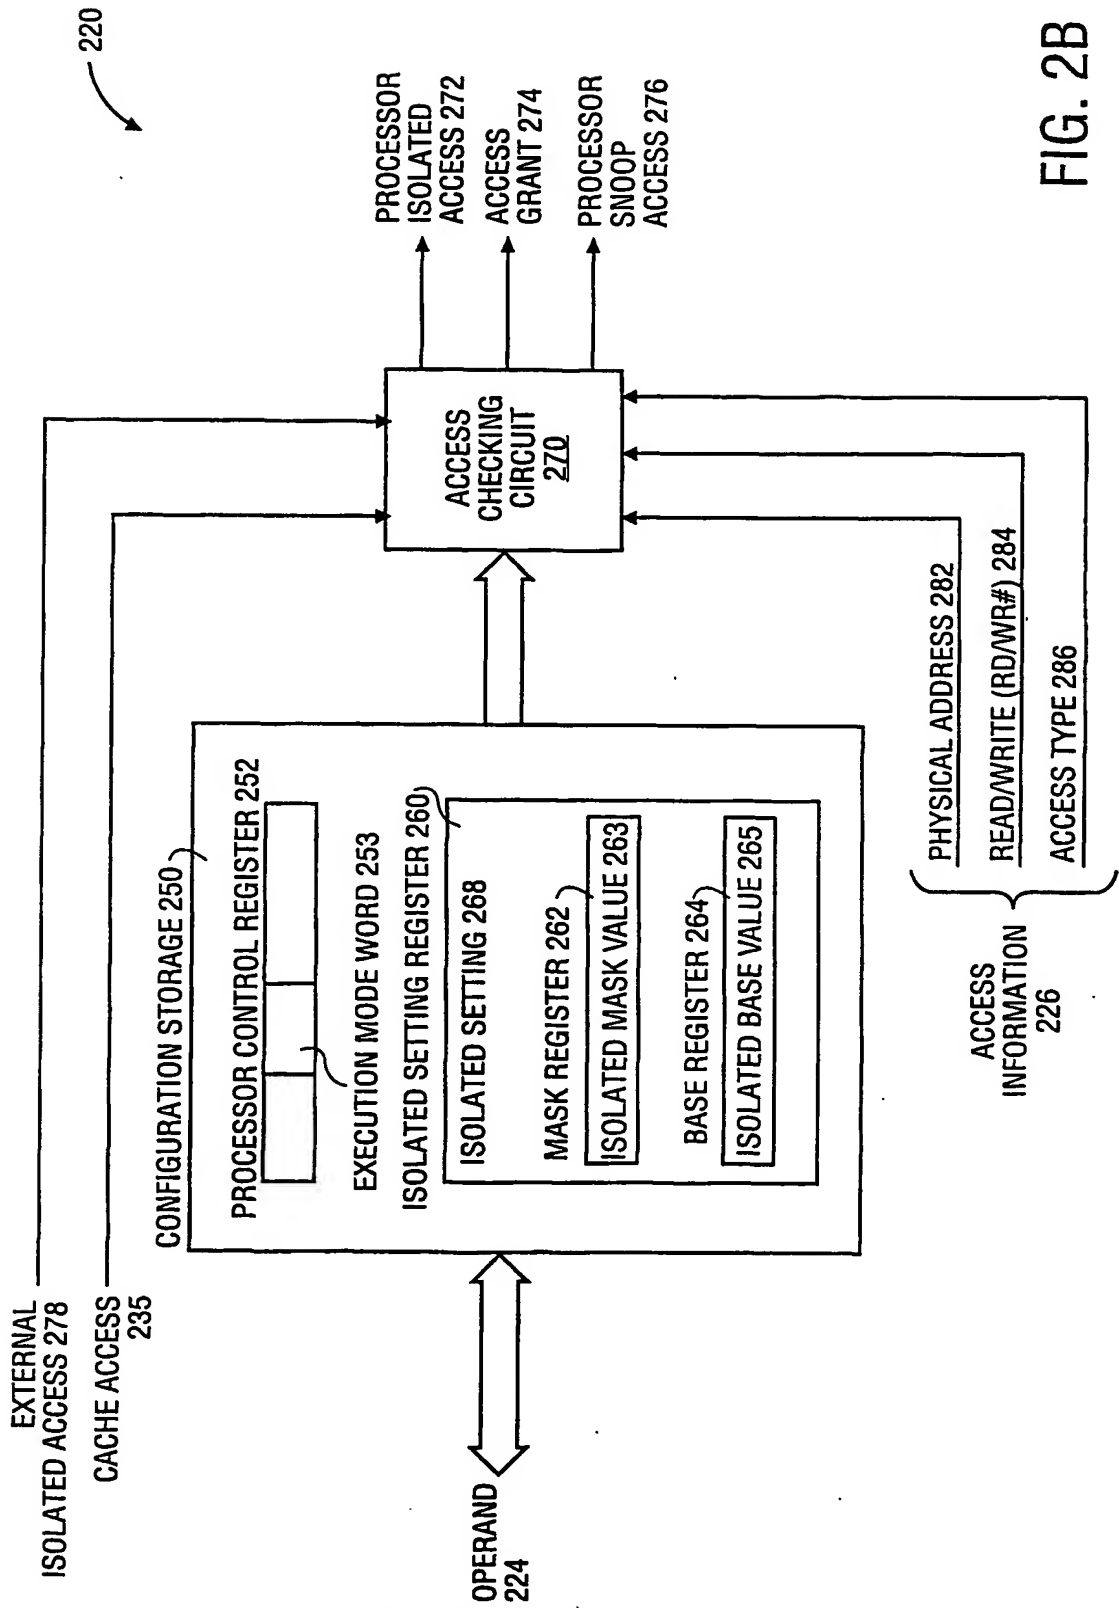 220
EXTERNAL
ISOLATED ACCESS 278
CACHE ACCESS
235
CONFIGURATION STORAGE 250
PROCESSOR CONTROL REGISTER 252
EXECUTION MODE WORD 253
ISOLATED SETTING REGISTER 260
ISOLATED SETTING 268
MASK REGISTER 262
ISOLATED MASK VALUE 263
BASE REGISTER 264
ISOLATED BASE VALUE 265
OPERAND
224
ACCESS
CHECKING
CIRCUIT
270
PROCESSOR
ISOLATED
ACCESS 272
ACCESS
GRANT 274
PROCESSOR
SNOOP
ACCESS 276
PHYSICAL ADDRESS 282
READ/WRITE (RD/WR#) 284
ACCESS TYPE 286
ACCESS
INFORMATION
226
FIG. 2B